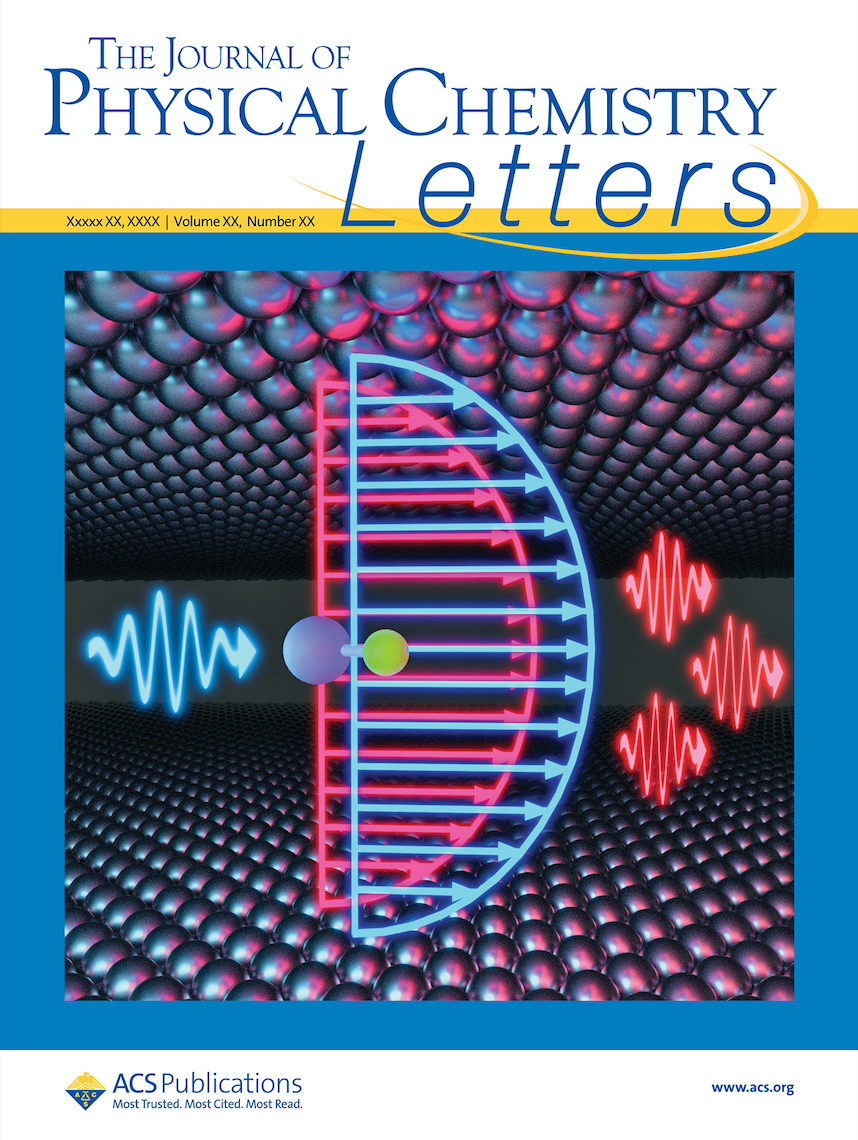 THE JOURNAL OF
PHYSICAL CHEMISTRY
Letters
Xxxxx XX, XXXX | Volume XX, Number XX
ACS Publications
Most Trusted. Most Cited. Most Read.
www.acs.org
A C S